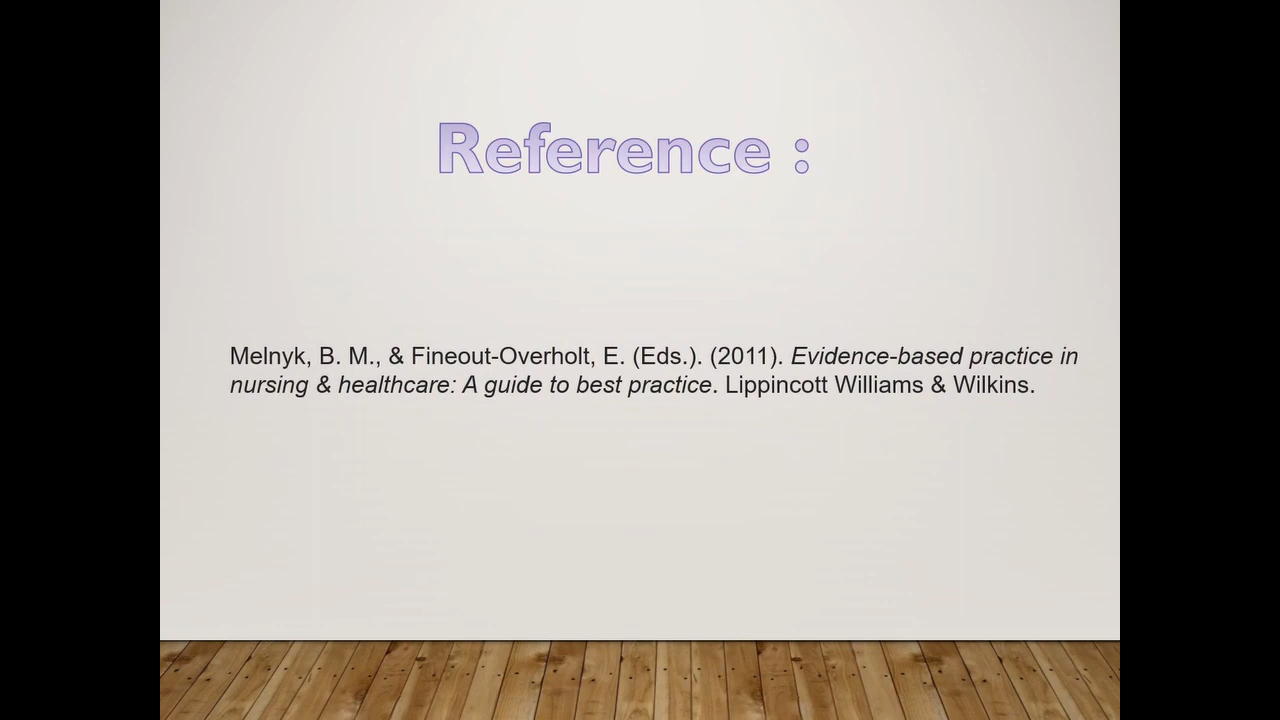 Reference :
Melnyk, B. M., & Fineout-Overholt, E. (Eds.). (2011). Evidence-based practice in
nursing & healthcare: A guide to best practice. Lippincott Williams & Wilkins.